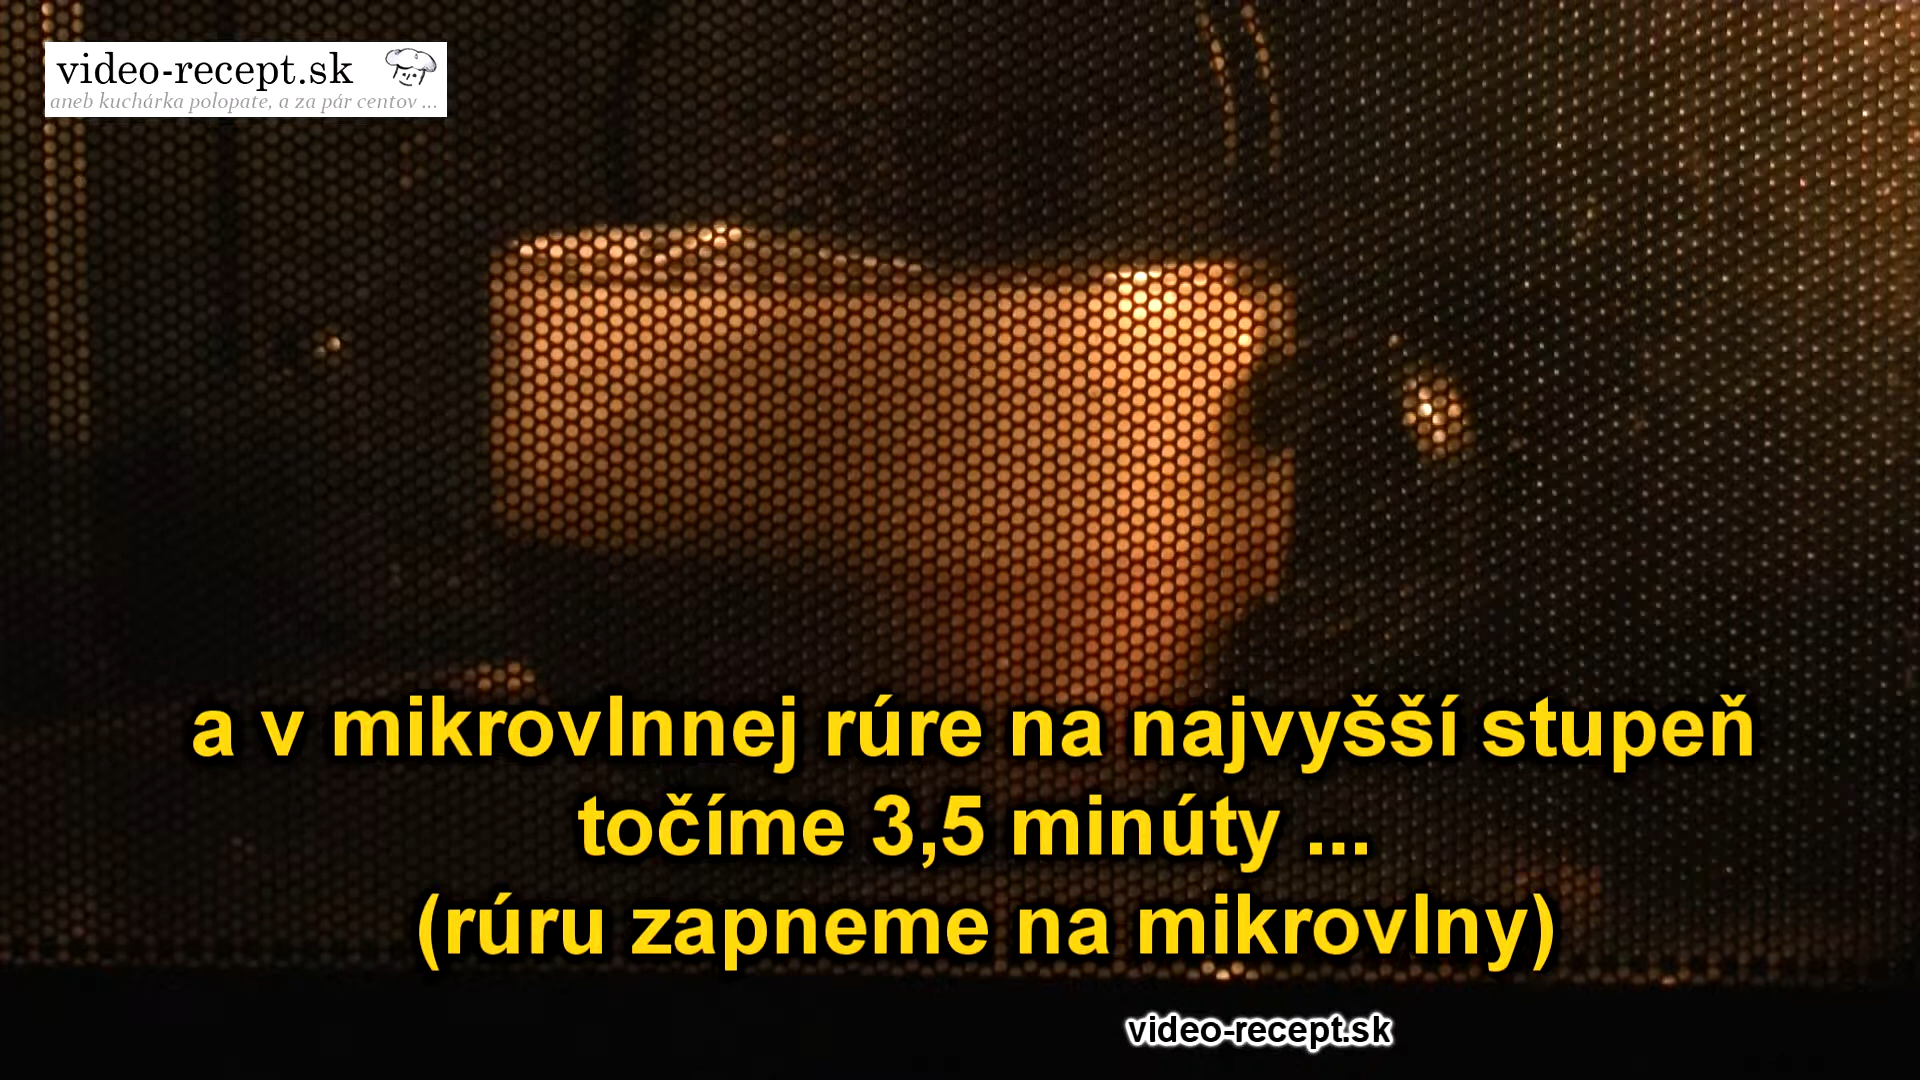 video-recept.sk
aneb kuchárka polopate, a za pár centov ...
a v mikrovlnnej rúre na najvyšší stupeň
točíme 3,5 minúty ...
(rúru zapneme na mikrovlny)
video-recept.sk